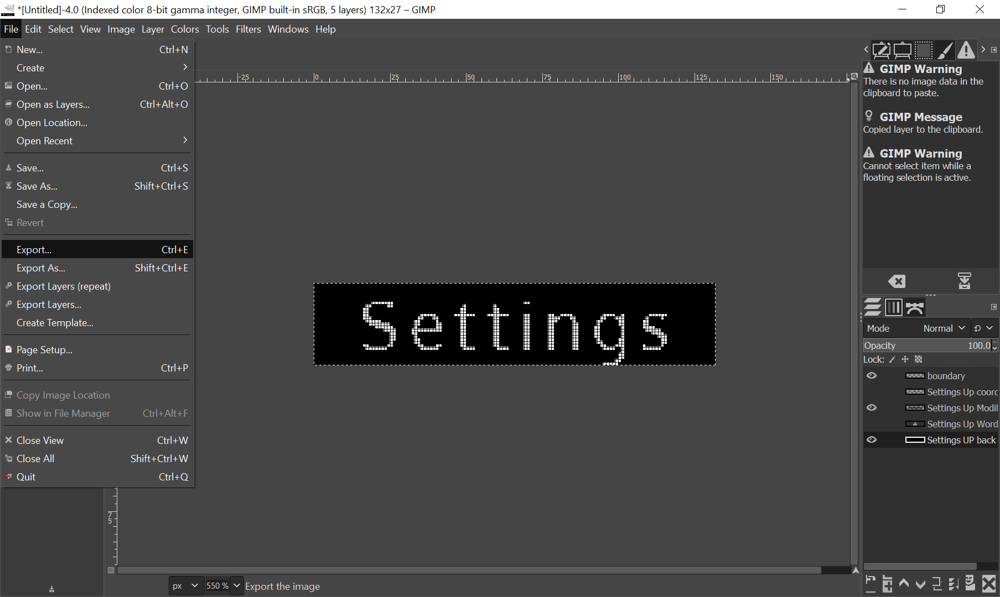 *[Untitled]-4.0 (Indexed color 8-bit gamma integer, GIMP built-in sRGB, 5 layers) 132x27 – GIMP
File Edit Select View Image Layer Colors Tools Filters Windows Help
New... Ctrl+N
Create
Open... Ctrl+O
Open as Layers... Ctrl+Alt+O
Open Location...
Open Recent
Save... Ctrl+S
Save As... Shift+Ctrl+S
Save a Copy...
Revert
Export... Ctrl+E
Export As... Shift+Ctrl+E
Export Layers (repeat)
Export Layers...
Create Template...
Page Setup...
Print... Ctrl+P
Copy Image Location
Show in File Manager Ctrl+Alt+F
Close View Ctrl+W
Close All Shift+Ctrl+W
Quit Ctrl+Q
-25 0 25 50 75 100 125 150
Settings
75
px 550 % Export the image
GIMP Warning
There is no image data in the
clipboard to paste.
GIMP Message
Copied layer to the clipboard.
GIMP Warning
Cannot select item while a
floating selection is active.
Mode Normal
Opacity 100.0
Lock:
boundary
Settings Up coord
Settings Up Modif
Settings Up Word
Settings UP back